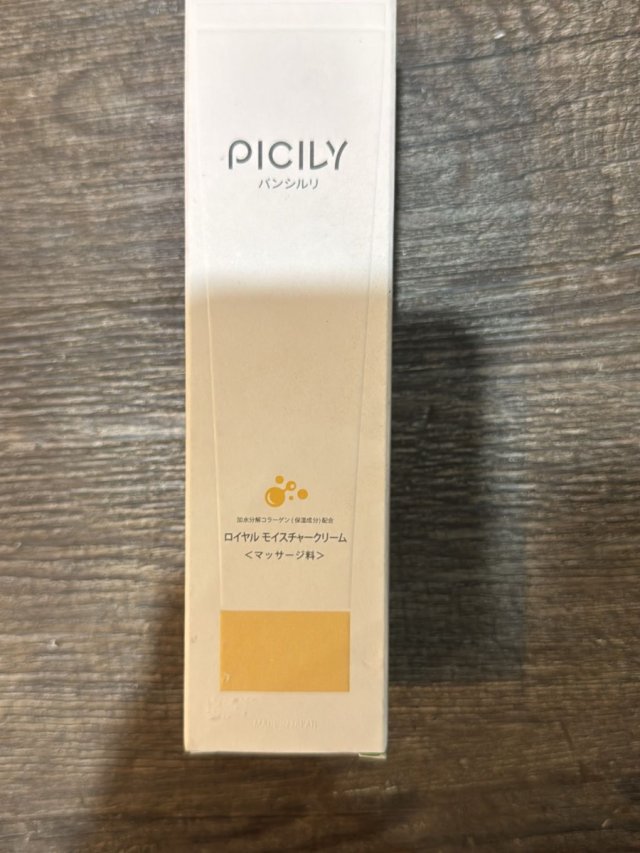 PICILY
パンシルリ
加水分解コラーゲン(保湿成分)配合
ロイヤル モイスチャークリーム
<マッサージ料>
MADE IN JAPAN